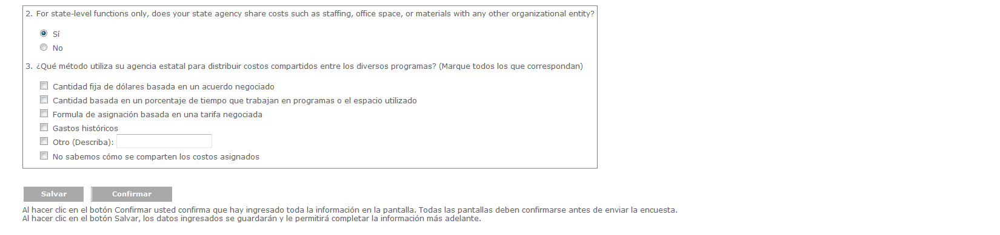 2. For state-level functions only, does your state agency share costs such as staffing, office space, or materials with any other organizational entity?
Sí
No
3. ¿Qué método utiliza su agencia estatal para distribuir costos compartidos entre los diversos programas? (Marque todos los que correspondan)
Cantidad fija de dólares basada en un acuerdo negociado
Cantidad basada en un porcentaje de tiempo que trabajan en programas o el espacio utilizado
Formula de asignación basada en una tarifa negociada
Gastos históricos
Otro (Describa):
No sabemos cómo se comparten los costos asignados
Salvar Confirmar
Al hacer clic en el botón Confirmar usted confirma que hay ingresado toda la información en la pantalla. Todas las pantallas deben confirmarse antes de enviar la encuesta.
Al hacer clic en el botón Salvar, los datos ingresados se guardarán y le permitirá completar la información más adelante.